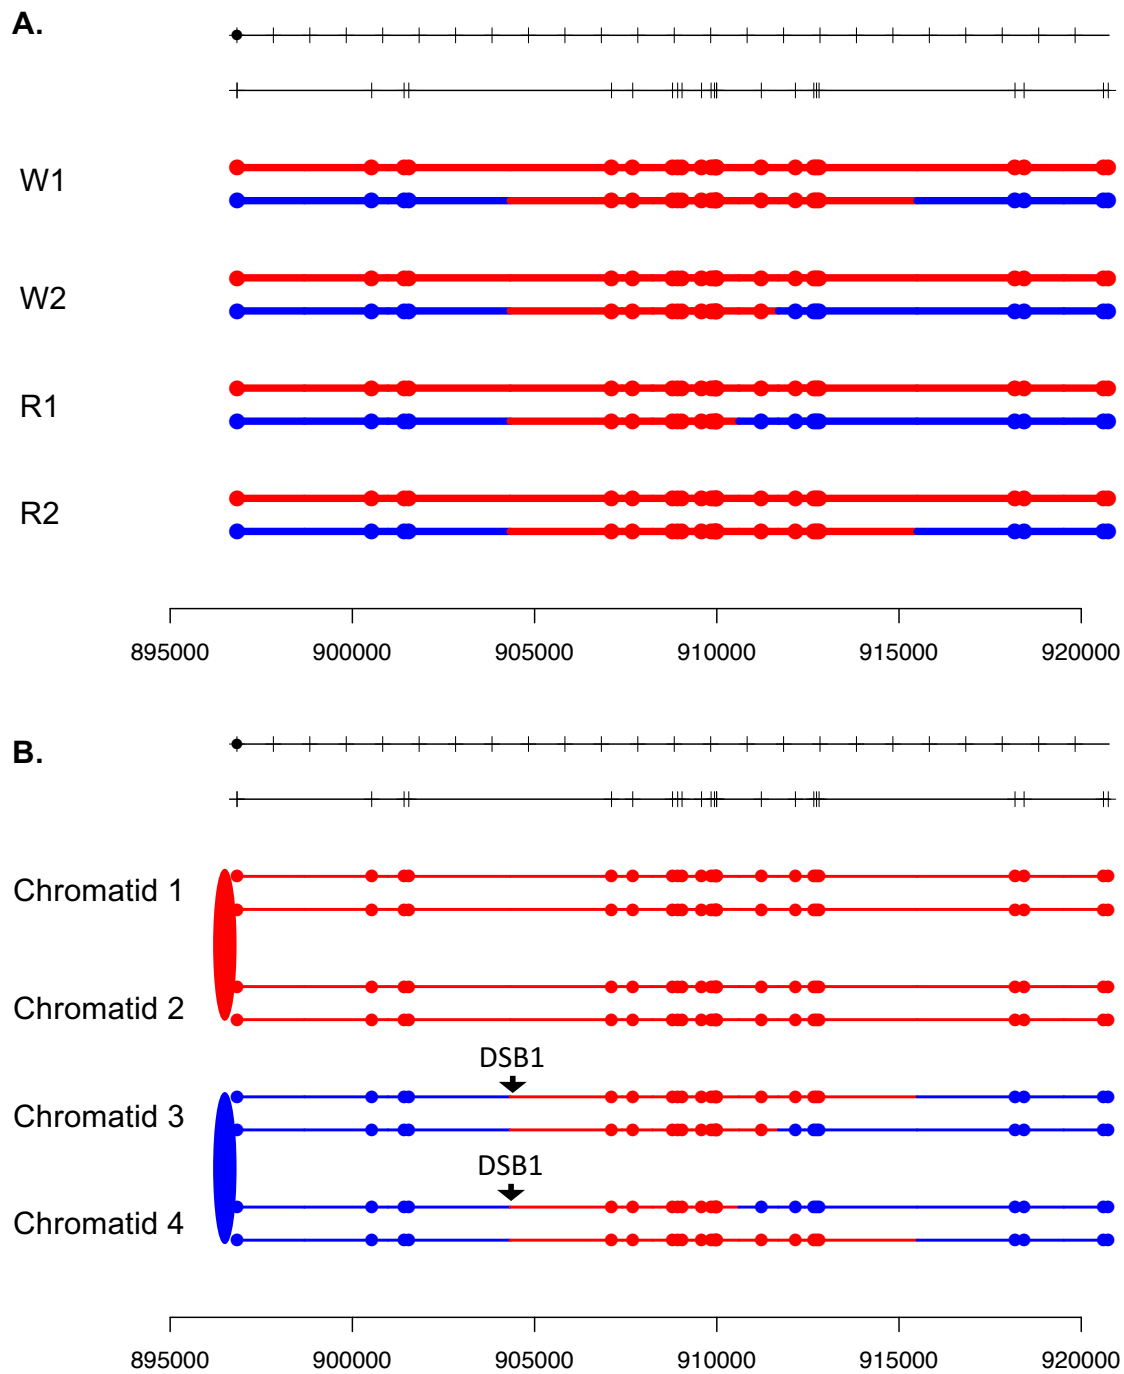 A.
W1
W2
R1
R2
895000 900000 905000 910000 915000 920000
B.
Chromatid 1
Chromatid 2
DSB1
Chromatid 3
DSB1
Chromatid 4
895000 900000 905000 910000 915000 920000